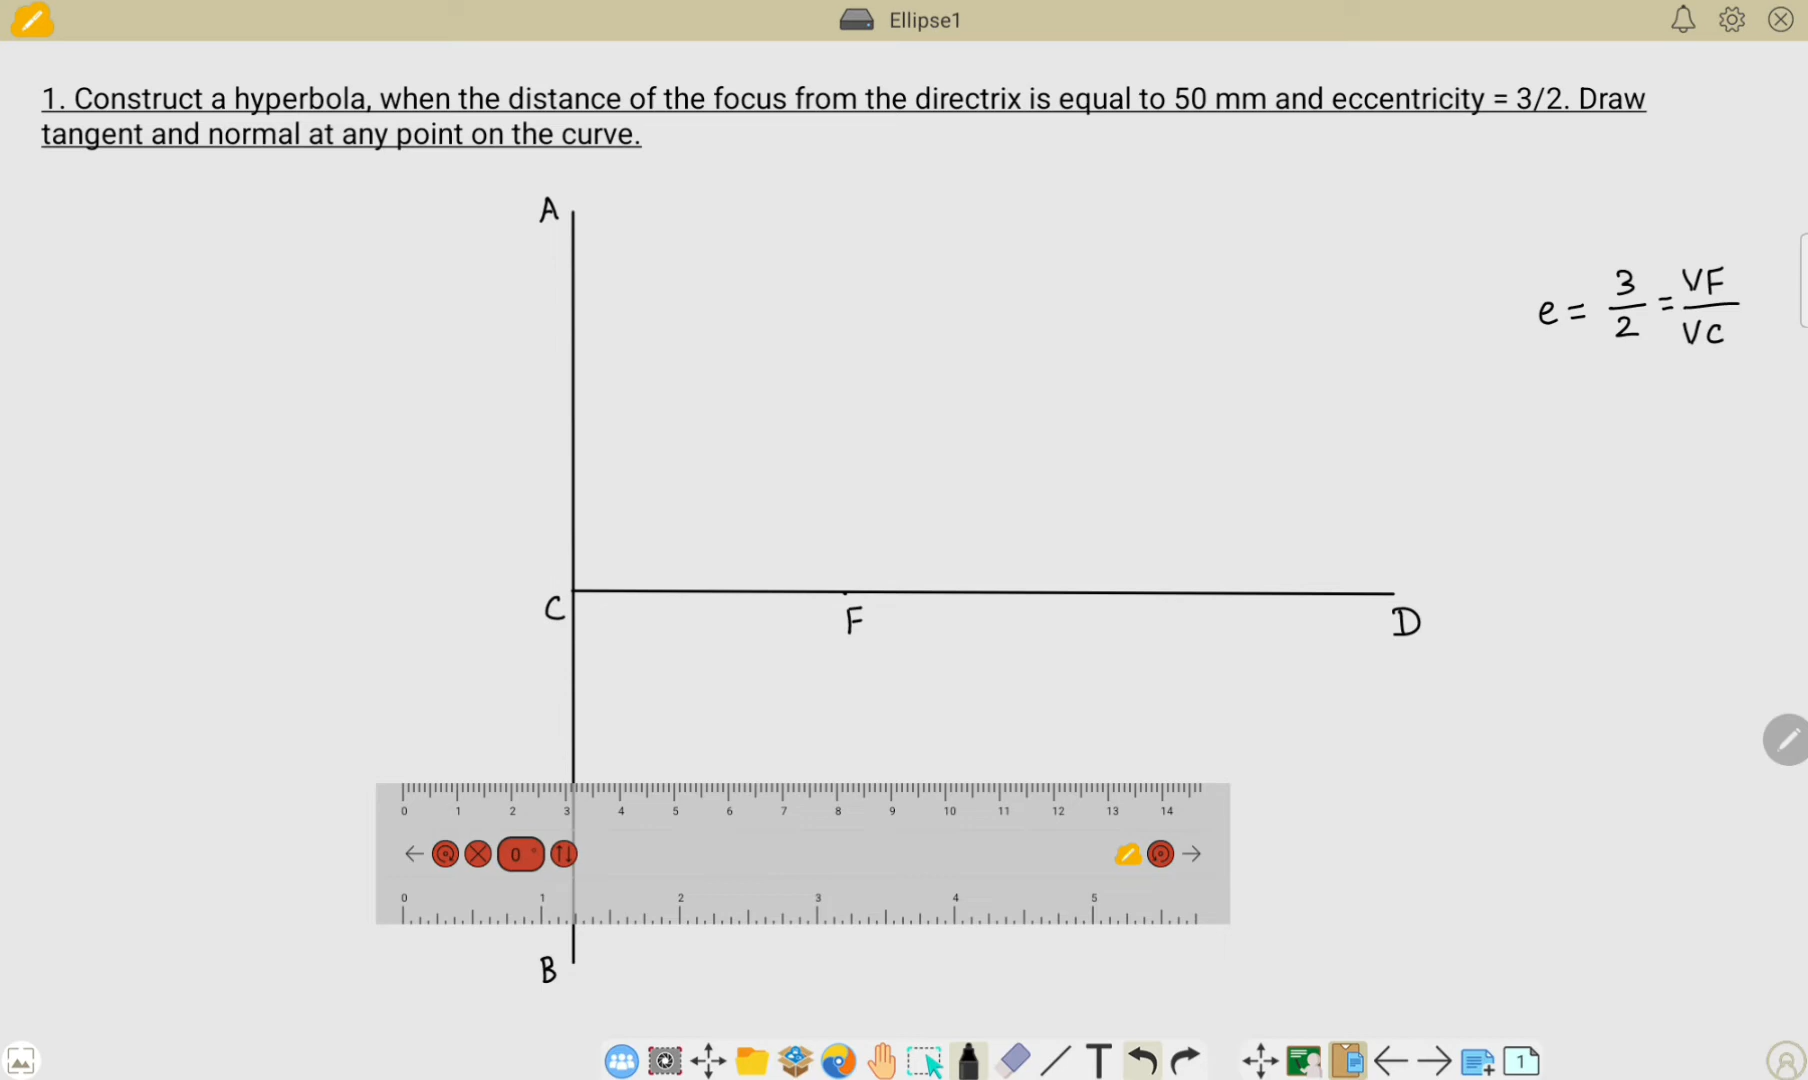 Ellipse1
1. Construct a hyperbola, when the distance of the focus from the directrix is equal to 50 mm and eccentricity = 3/2. Draw
tangent and normal at any point on the curve.
A
e = 3/2 = VF/VC
C
F
D
0 1 2 3 4 5 6 7 8 9 10 11 12 13 14
0 °
0 1 2 3 4 5
B
T
1